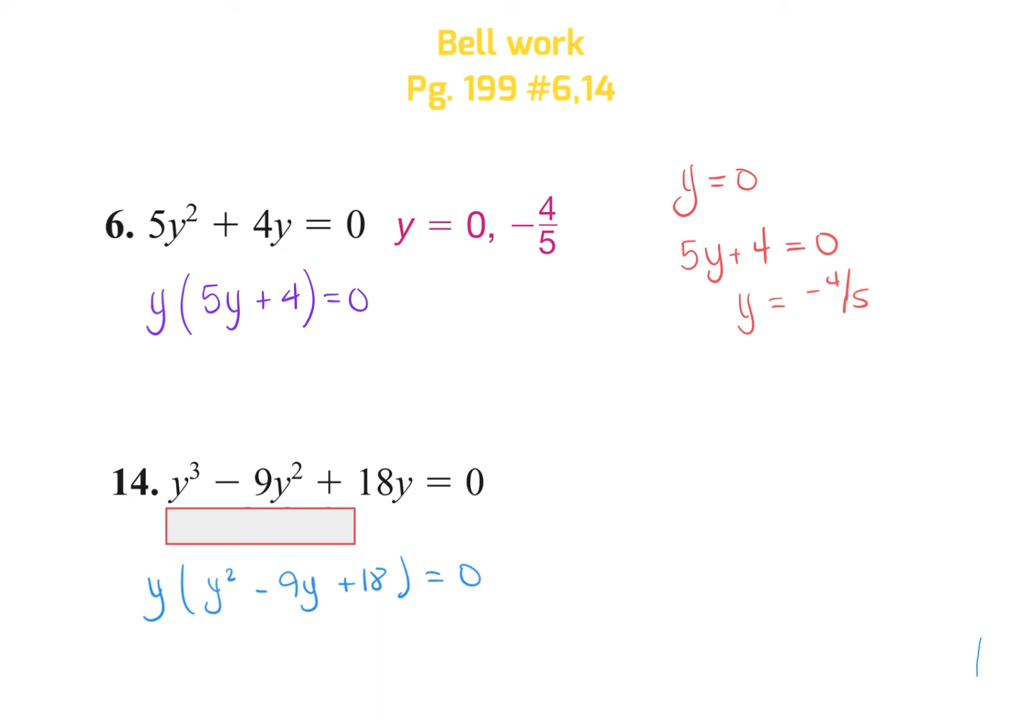 Bell work
Pg. 199 #6,14
6. 5y² + 4y = 0 y = 0, -4/5
y(5y + 4) = 0
y = 0
5y + 4 = 0
y = -4/5
14. y³ − 9y² + 18y = 0
y(y² - 9y + 18) = 0